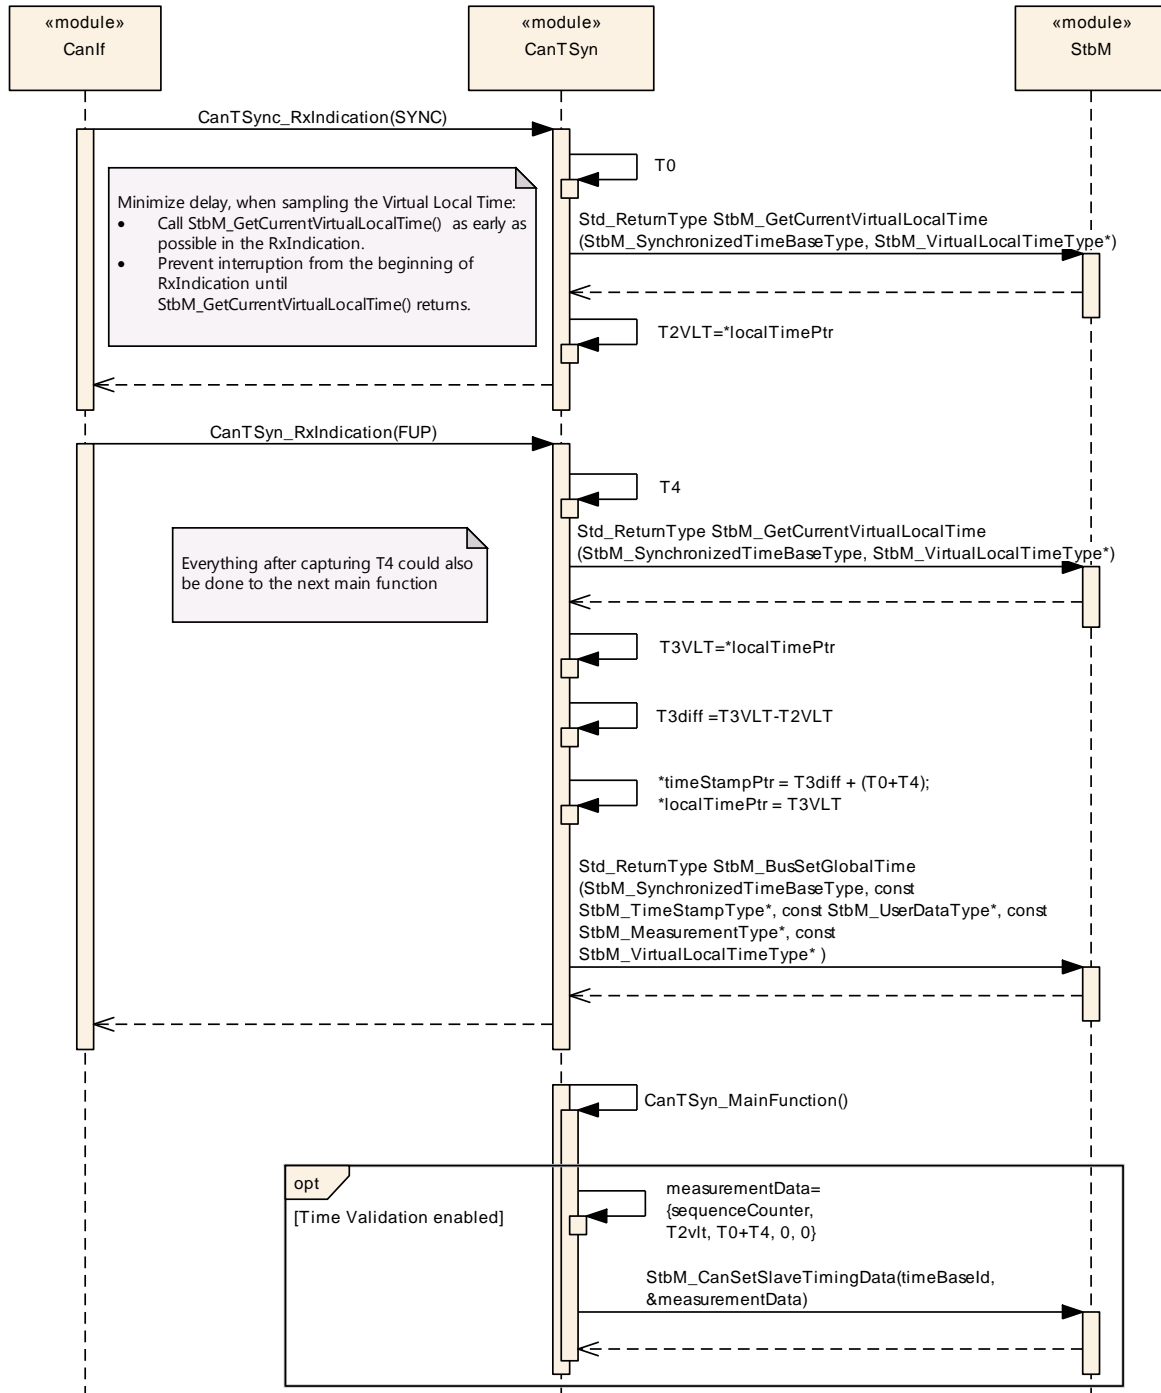 «module»
CanIf
«module»
CanTSyn
«module»
StbM
CanTSync_RxIndication(SYNC)
T0
Minimize delay, when sampling the Virtual Local Time:
• Call StbM_GetCurrentVirtualLocalTime() as early as
possible in the RxIndication.
• Prevent interruption from the beginning of
RxIndication until
StbM_GetCurrentVirtualLocalTime() returns.
Std_ReturnType StbM_GetCurrentVirtualLocalTime
(StbM_SynchronizedTimeBaseType, StbM_VirtualLocalTimeType*)
T2VLT=*localTimePtr
CanTSyn_RxIndication(FUP)
T4
Std_ReturnType StbM_GetCurrentVirtualLocalTime
(StbM_SynchronizedTimeBaseType, StbM_VirtualLocalTimeType*)
Everything after capturing T4 could also
be done to the next main function
T3VLT=*localTimePtr
T3diff =T3VLT-T2VLT
*timeStampPtr = T3diff + (T0+T4);
*localTimePtr = T3VLT
Std_ReturnType StbM_BusSetGlobalTime
(StbM_SynchronizedTimeBaseType, const
StbM_TimeStampType*, const StbM_UserDataType*, const
StbM_MeasurementType*, const
StbM_VirtualLocalTimeType* )
CanTSyn_MainFunction()
opt
[Time Validation enabled]
measurementData=
{sequenceCounter,
T2vlt, T0+T4, 0, 0}
StbM_CanSetSlaveTimingData(timeBaseId,
&measurementData)